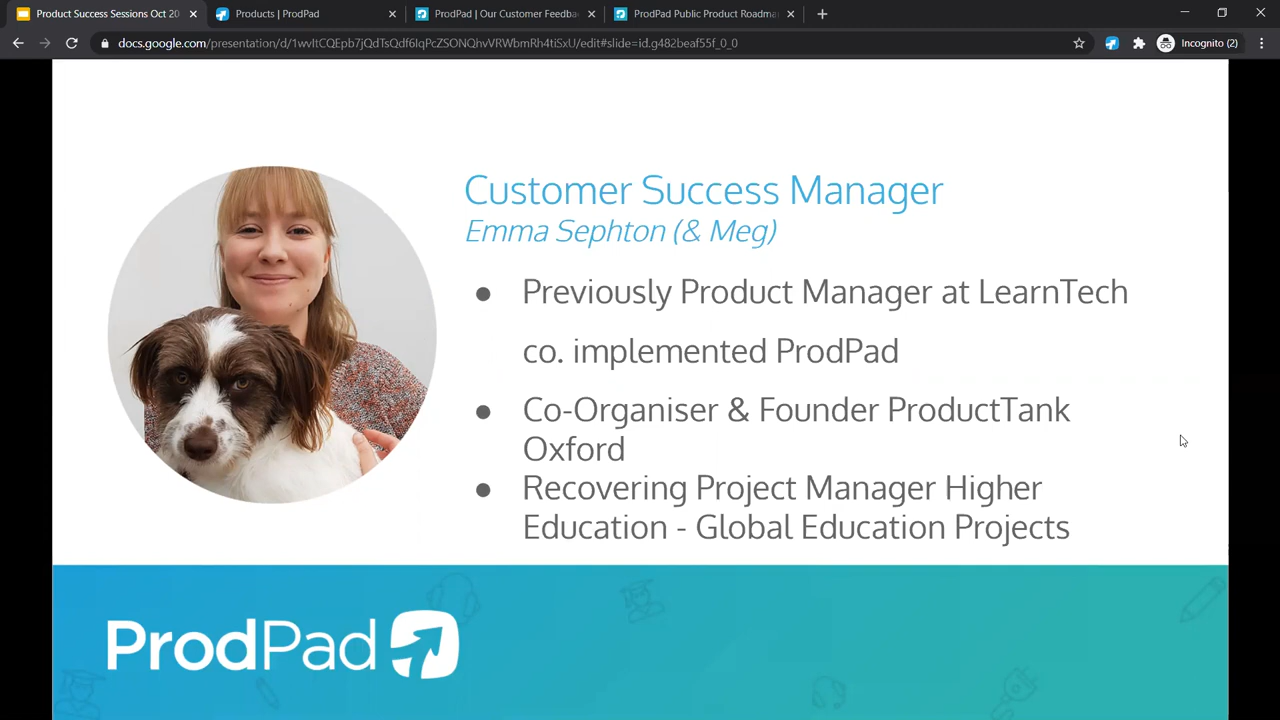 Product Success Sessions Oct 20
Products | ProdPad
ProdPad | Our Customer Feedba
ProdPad Public Product Roadma
docs.google.com/presentation/d/1wvItCQEpb7jQdTsQdf6IqPcZSONQhvVRWbmRh4tiSxU/edit#slide=id.g482beaf55f_0_0
Incognito (2)
Customer Success Manager
Emma Sephton (& Meg)
● Previously Product Manager at LearnTech
co. implemented ProdPad
● Co-Organiser & Founder ProductTank
Oxford
● Recovering Project Manager Higher
Education - Global Education Projects
ProdPad